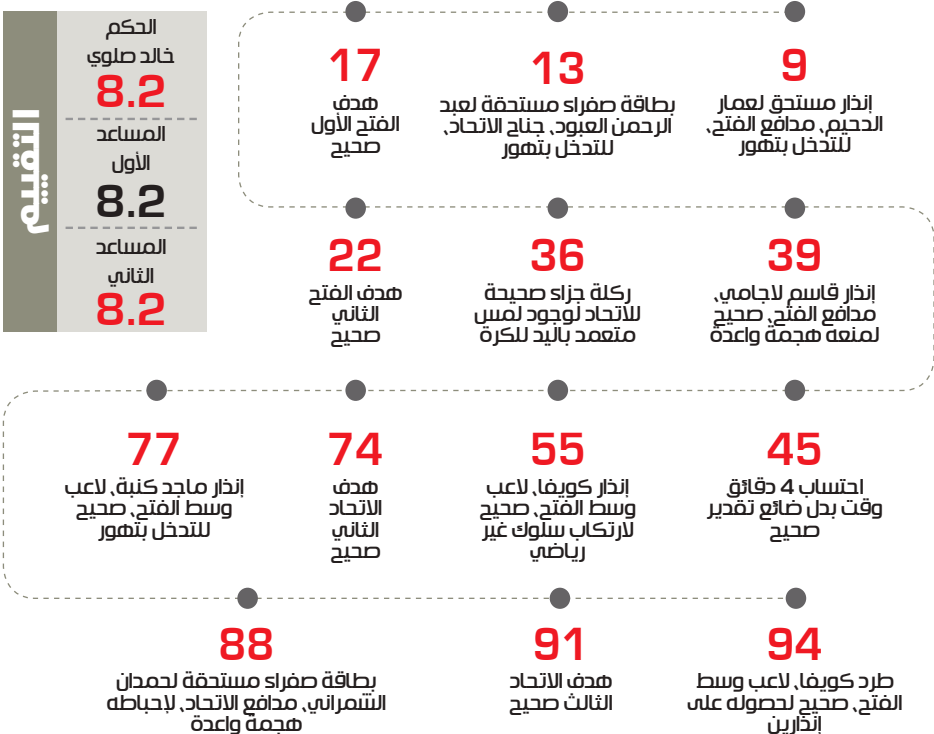 التقييم
الحكم
خالد صلوي
8.2
المساعد
الأول
8.2
المساعد
الثاني
8.2
9
إنذار مستحق لعمار
الدحيم، مدافع الفتح،
للتدخل بتهور
13
بطاقة صفراء مستحقة لعبد
الرحمن العبود، جناح الاتحاد،
للتدخل بتهور
17
هدف
الفتح الأول
صحيح
39
إنذار قاسم لاجامي،
مدافع الفتح، صحيح
لمنعه هجمة واعدة
36
ركلة جزاء صحيحة
للاتحاد لوجود لمس
متعمد باليد للكرة
22
هدف الفتح
الثاني
صحيح
45
احتساب 4 دقائق
وقت بدل ضائع تقدير
صحيح
55
إنذار كويفا، لاعب
وسط الفتح، صحيح
لارتكاب سلوك غير
رياضي
74
هدف
الاتحاد
الثاني
صحيح
77
إنذار ماجد كنبة، لاعب
وسط الفتح، صحيح
للتدخل بتهور
94
طرد كويفا، لاعب وسط
الفتح، صحيح لحصوله على
إنذارين
91
هدف الاتحاد
الثالث صحيح
88
بطاقة صفراء مستحقة لحمدان
الشمراني، مدافع الاتحاد، لإحباطه
هجمة واعدة